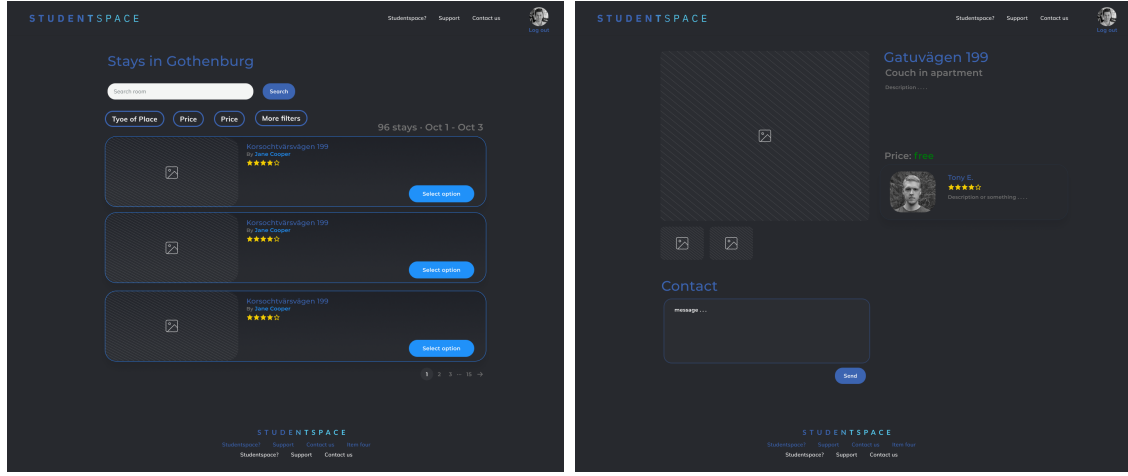 STUDENTSPACE
Studentspace? Support Contact us
Log out
Stays in Gothenburg
Search room
Search
Tyoe of Place
Price
Price
More filters
96 stays - Oct 1 - Oct 3
Korsochtvärsvägen 199
By Jane Cooper
Select option
Korsochtvärsvägen 199
By Jane Cooper
Select option
Korsochtvärsvägen 199
By Jane Cooper
Select option
1 2 3 ... 15
STUDENTSPACE
Studentspace? Support Contact us Item four
Studentspace? Support Contact us
STUDENTSPACE
Studentspace? Support Contact us
Log out
Gatuvägen 199
Couch in apartment
Description . . . .
Price: free
Tony E.
Description or something . . . .
Contact
message . . .
Send
STUDENTSPACE
Studentspace? Support Contact us Item four
Studentspace? Support Contact us